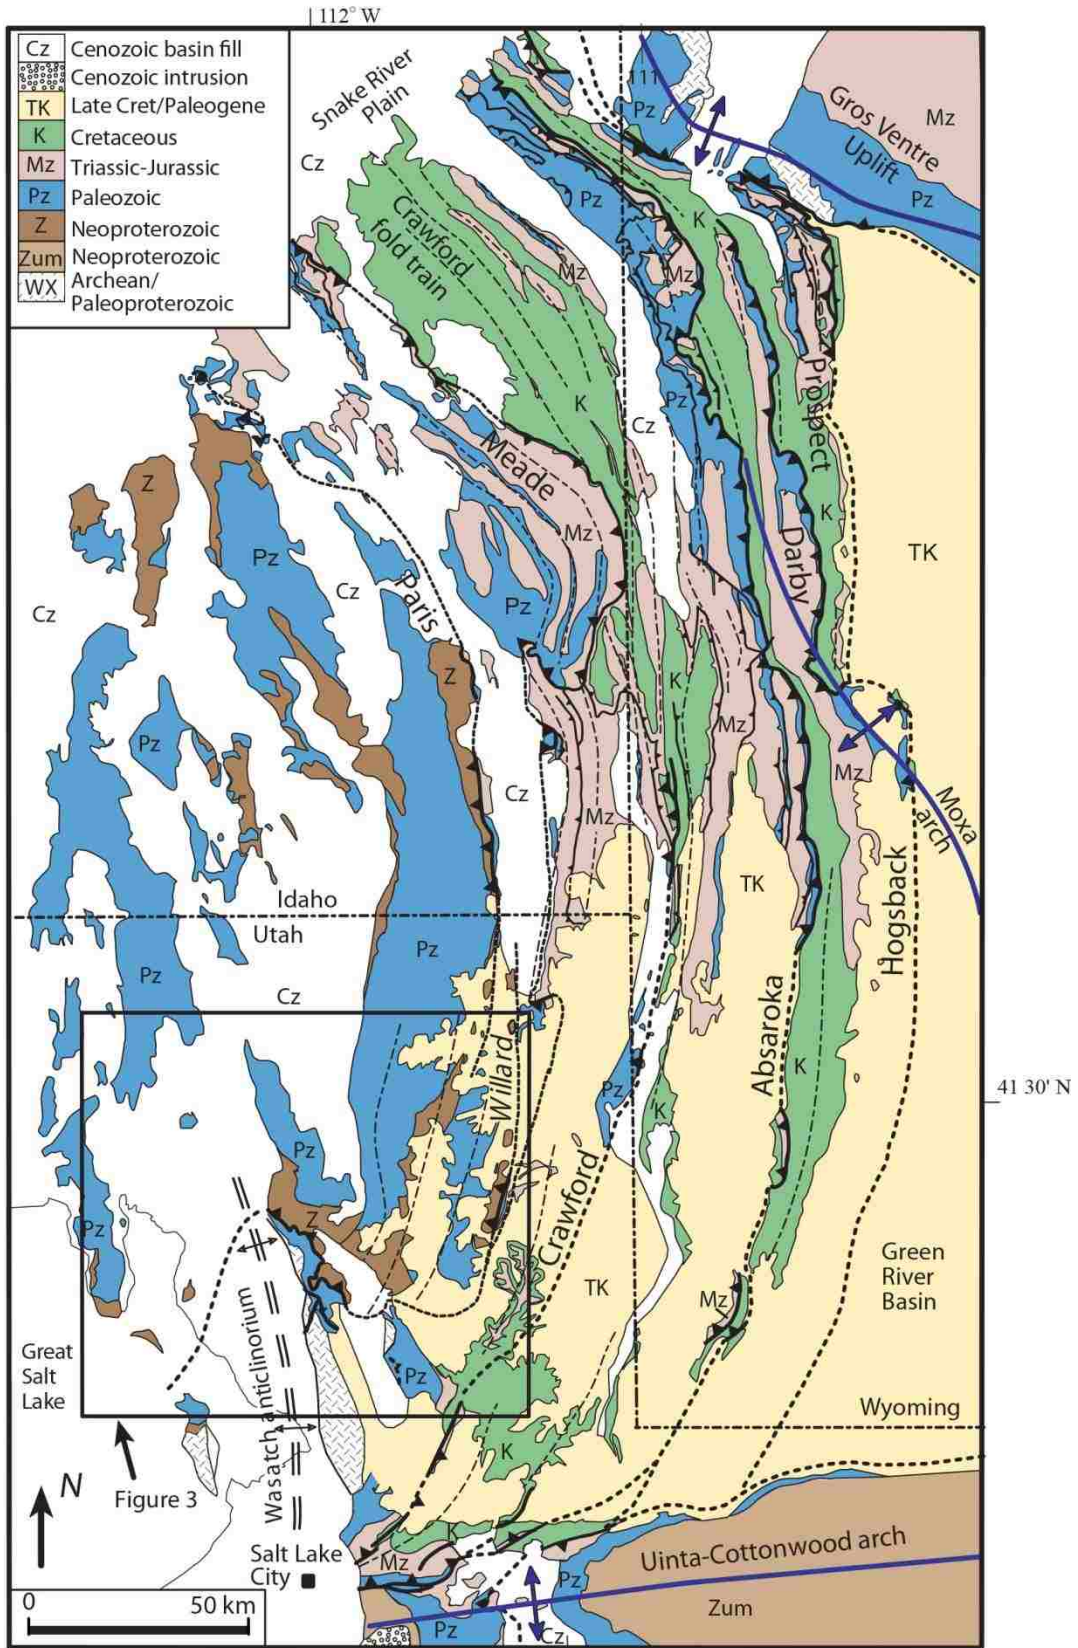 112° W
Cz Cenozoic basin fill
Cenozoic intrusion
TK Late Cret/Paleogene
K Cretaceous
Mz Triassic-Jurassic
Pz Paleozoic
Z Neoproterozoic
Zum Neoproterozoic
WX Archean/
Paleoproterozoic
Snake River
Plain
Cz
111
Pz
Gros Ventre
Uplift
Mz
Pz
Pz
K
Crawford
fold train
Mz
Mz
Prospect
K
Cz
Pz
Meade
Mz
Z
K
Darby
TK
Pz
Cz
Cz
Paris
Pz
Z
K
Mz
Pz
Cz
Mz
Mz
Moxa
arch
TK
Hogsback
Idaho
Utah
Pz
Pz
Cz
Absaroka
K
Willard
Pz
K
41 30' N
Pz
Z
Pz
Crawford
TK
Green
River
Basin
Mz
Great
Salt
Lake
Pz
Wasatch anticlinorium
Wyoming
K
N
Figure 3
K
Salt Lake
City
Mz
Uinta-Cottonwood arch
Pz
Zum
0 50 km
Pz
Cz